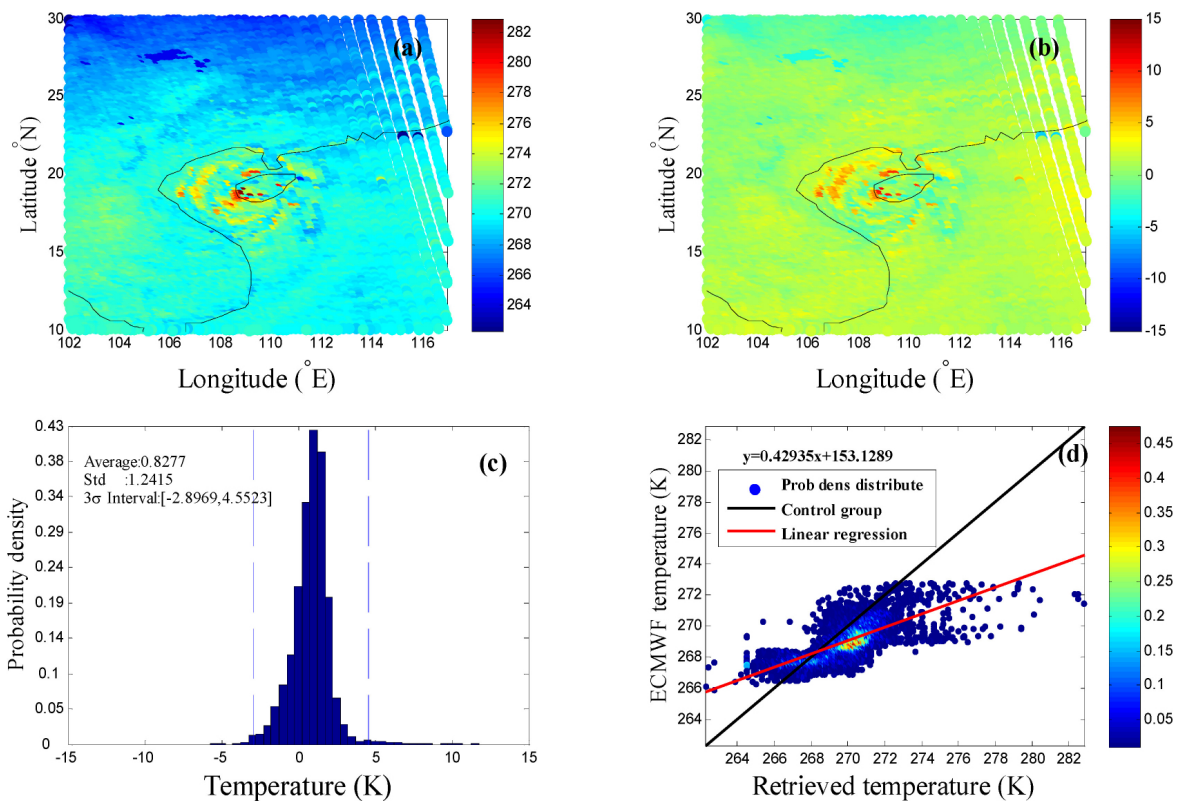 (a)
30
25
20
15
10
102 104 106 108 110 112 114 116
Latitude °N
Longitude (°E)
282
280
278
276
274
272
270
268
266
264
(b)
30
25
20
15
10
102 104 106 108 110 112 114 116
Latitude °N
Longitude (°E)
15
10
5
0
-5
-10
-15
(c)
Average:0.8277
Std :1.2415
3σ Interval:[-2.8969,4.5523]
0.43
0.38
0.34
0.29
0.24
0.19
0.14
0.10
0.05
0
-15 -10 -5 0 5 10 15
Probability density
Temperature (K)
(d)
y=0.42935x+153.1289
Prob dens distribute
Control group
Linear regression
282
280
278
276
274
272
270
268
266
264
264 266 268 270 272 274 276 278 280 282
ECMWF temperature (K)
Retrieved temperature (K)
0.45
0.4
0.35
0.3
0.25
0.2
0.15
0.1
0.05
0.01